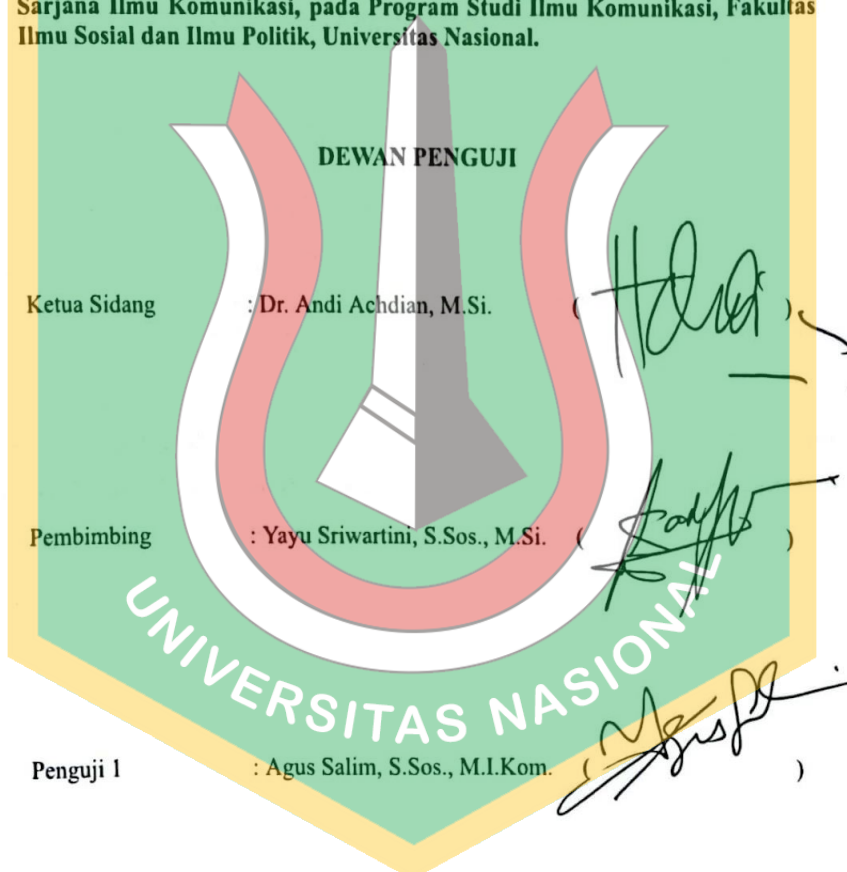 Sarjana Ilmu Komunikasi, pada Program Studi Ilmu Komunikasi, Fakultas
Ilmu Sosial dan Ilmu Politik, Universitas Nasional.
DEWAN PENGUJI
Ketua Sidang : Dr. Andi Achdian, M.Si. ( )
Pembimbing : Yayu Sriwartini, S.Sos., M.Si. ( )
UNIVERSITAS NASIONAL
Penguji 1 : Agus Salim, S.Sos., M.I.Kom. ( )